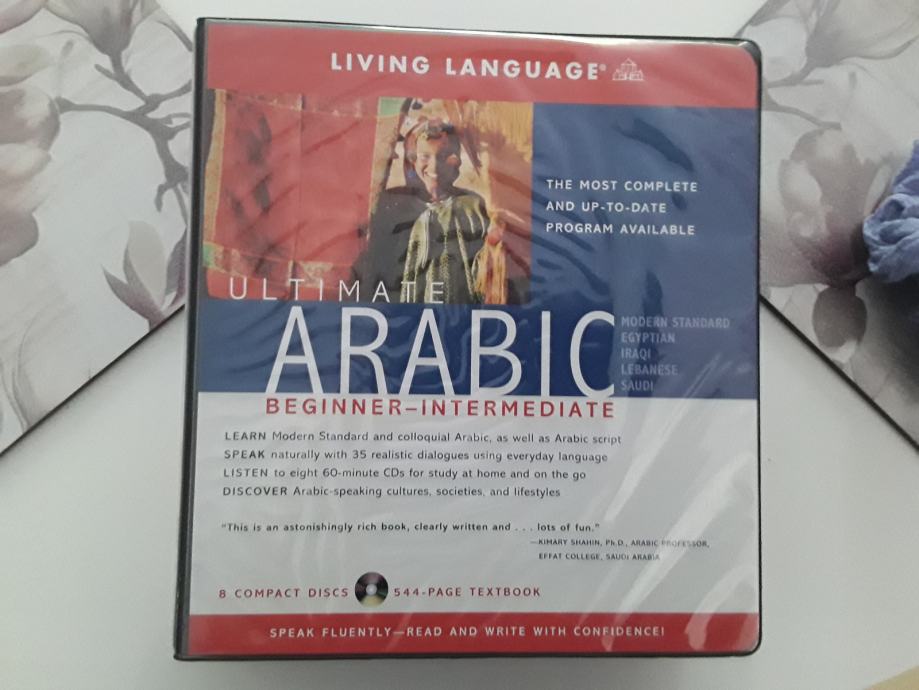 LIVING LANGUAGE®
THE MOST COMPLETE
AND UP-TO-DATE
PROGRAM AVAILABLE
ULTIMATE
ARABIC
MODERN STANDARD
EGYPTIAN
IRAQI
LEBANESE
SAUDI
BEGINNER–INTERMEDIATE
LEARN Modern Standard and colloquial Arabic, as well as Arabic script
SPEAK naturally with 35 realistic dialogues using everyday language
LISTEN to eight 60-minute CDs for study at home and on the go
DISCOVER Arabic-speaking cultures, societies, and lifestyles
"This is an astonishingly rich book, clearly written and . . . lots of fun."
—KIMARY SHAHIN, Ph.D., ARABIC PROFESSOR,
EFFAT COLLEGE, SAUDI ARABIA
8 COMPACT DISCS 544-PAGE TEXTBOOK
SPEAK FLUENTLY—READ AND WRITE WITH CONFIDENCE!